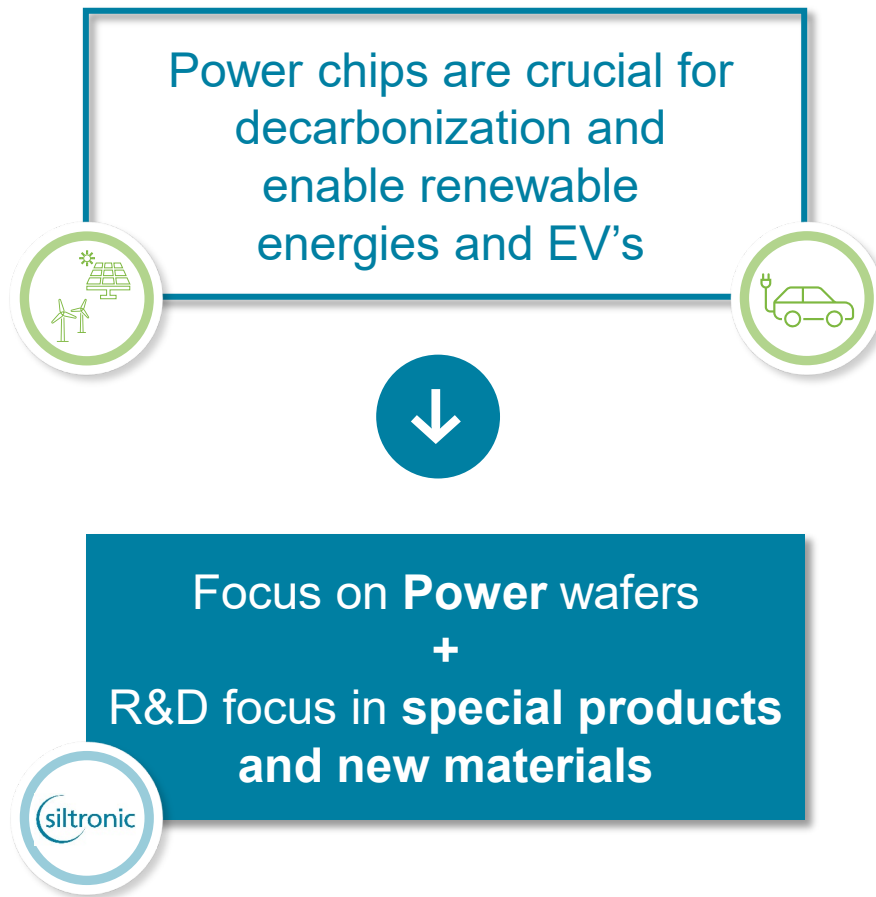 Power chips are crucial for
decarbonization and
enable renewable
energies and EV’s
Focus on Power wafers
+
R&D focus in special products
and new materials
siltronic